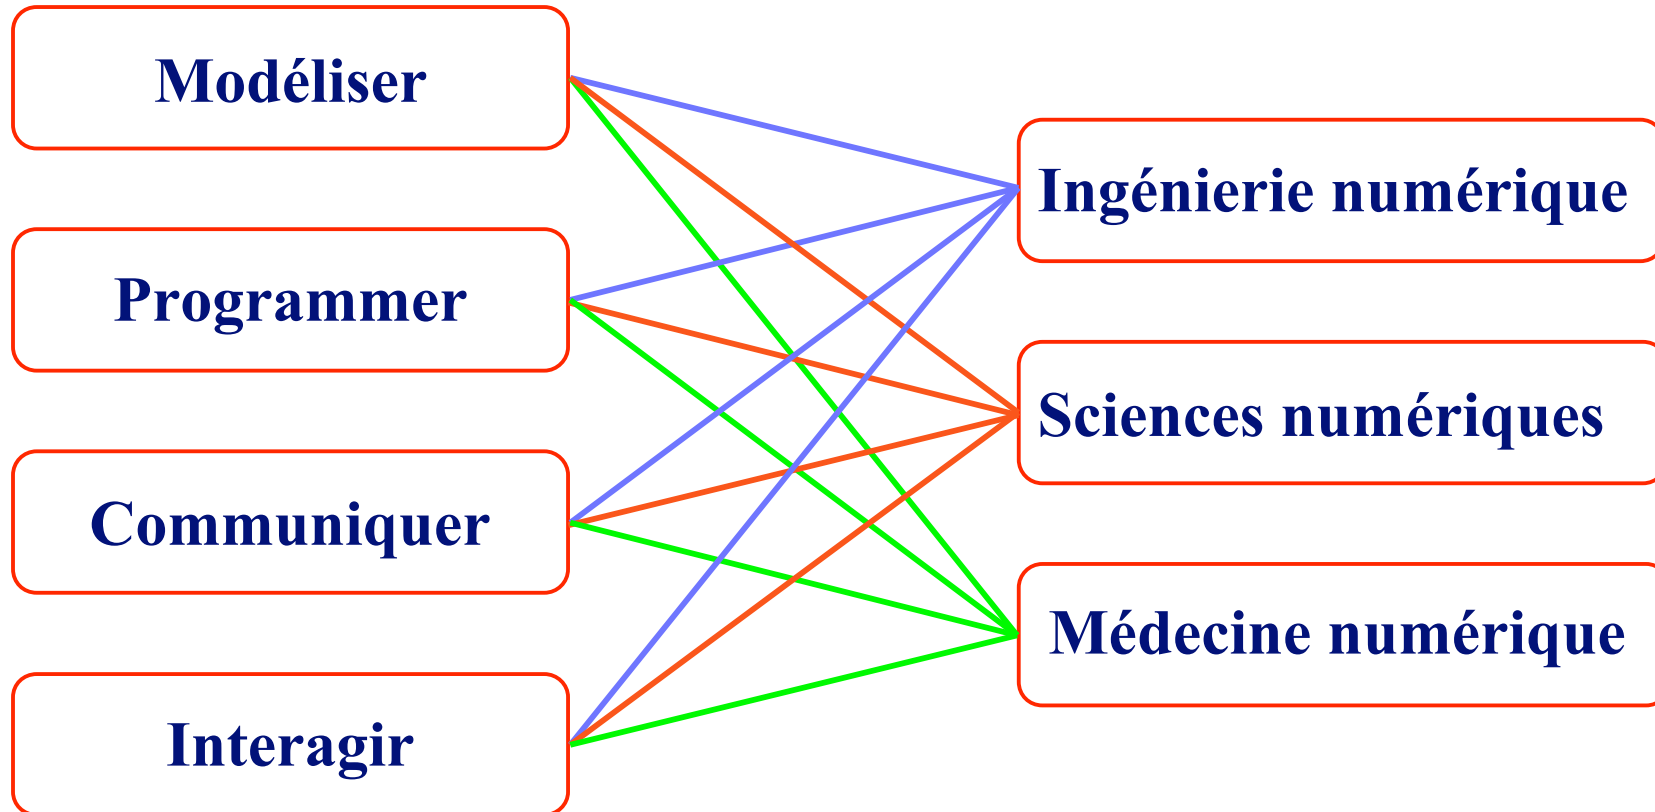 Modéliser
Programmer
Communiquer
Interagir
Ingénierie numérique
Sciences numériques
Médecine numérique